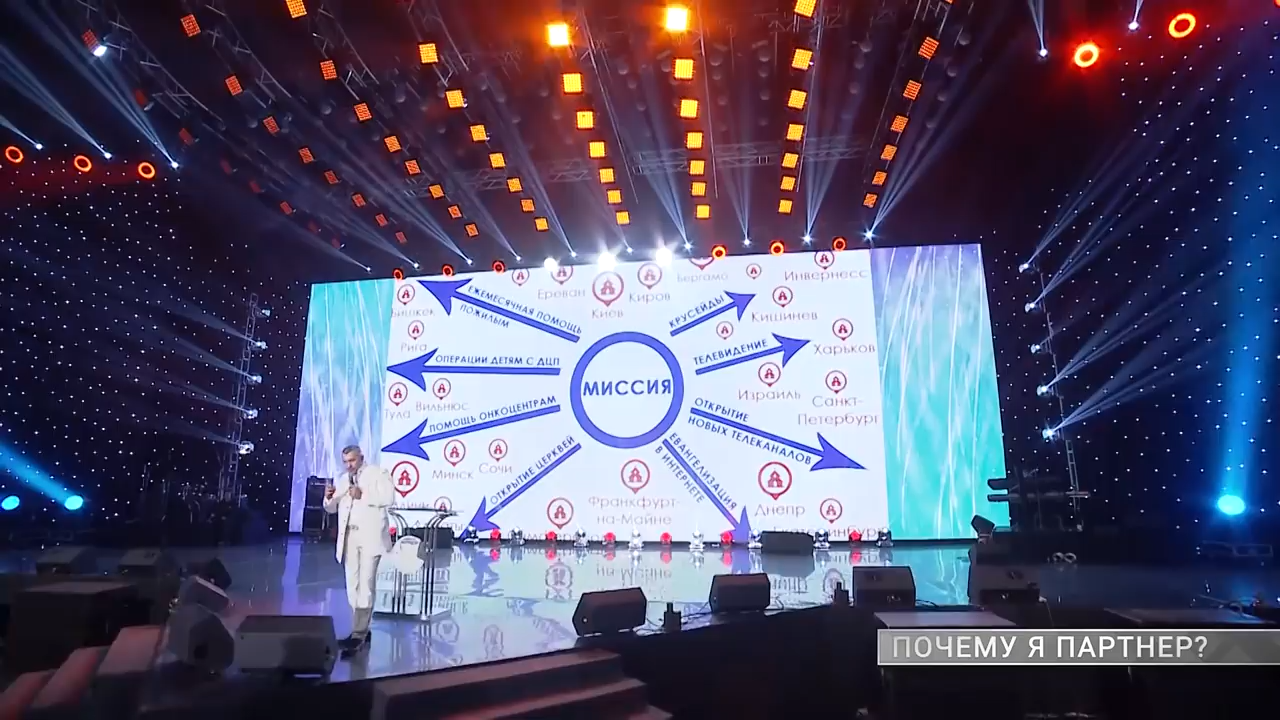 Бергамо
Инвернесс
Ереван
Киров
Киев
Кишинев
ЕЖЕМЕСЯЧНАЯ ПОМОЩЬ
ПОЖИЛЫМ
КРУСЕЙДЫ
Рига
ОПЕРАЦИИ ДЕТЯМ С ДЦП
ТЕЛЕВИДЕНИЕ
Харьков
МИССИЯ
Тула
Вильнюс
Израиль
Санкт-
Петербург
ПОМОЩЬ ОНКОЦЕНТРАМ
ОТКРЫТИЕ
НОВЫХ ТЕЛЕКАНАЛОВ
Минск
Сочи
ОТКРЫТИЕ ЦЕРКВЕЙ
ЕВАНГЕЛИЗАЦИЯ
В ИНТЕРНЕТЕ
Франкфурт-
на-Майне
Днепр
ПОЧЕМУ Я ПАРТНЕР?